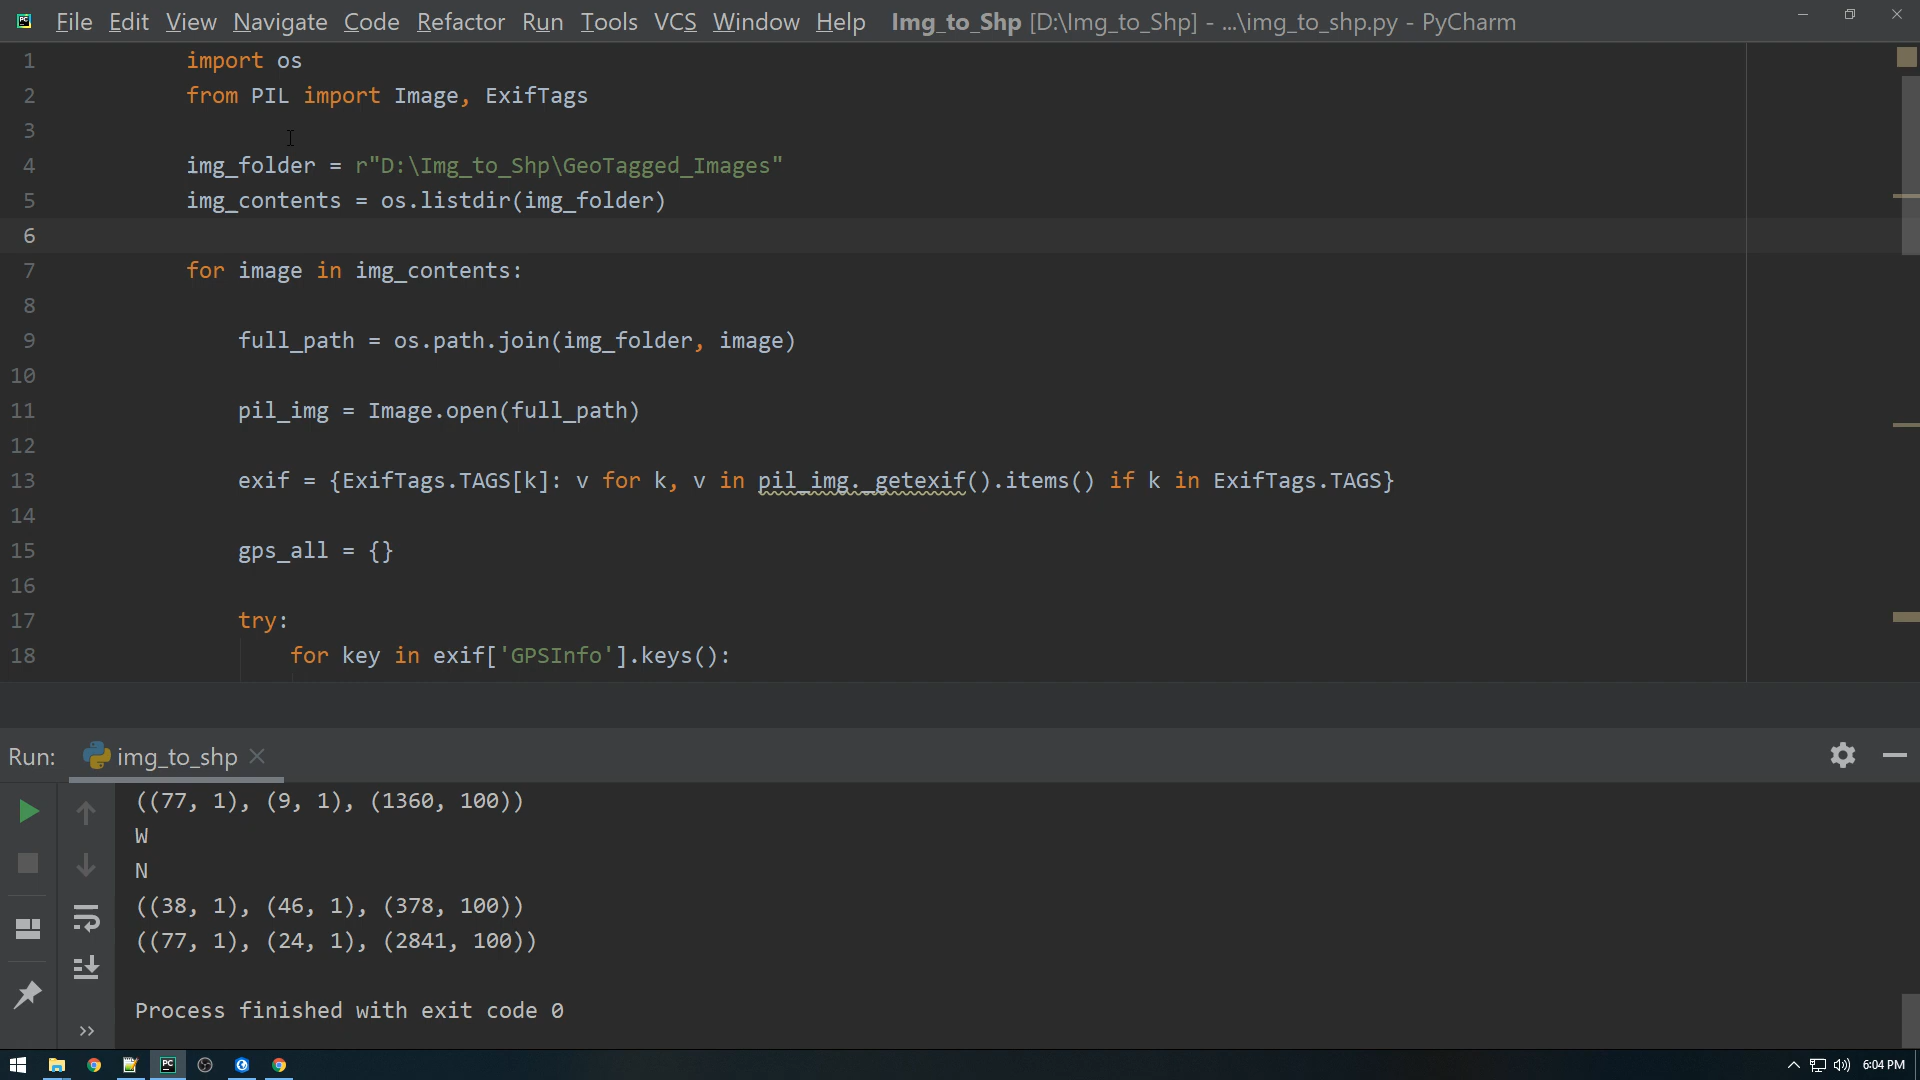 File Edit View Navigate Code Refactor Run Tools VCS Window Help Img_to_Shp [D:\Img_to_Shp] - ...\img_to_shp.py - PyCharm
1 import os
2 from PIL import Image, ExifTags
3
4 img_folder = r"D:\Img_to_Shp\GeoTagged_Images"
5 img_contents = os.listdir(img_folder)
6
7 for image in img_contents:
8
9 full_path = os.path.join(img_folder, image)
10
11 pil_img = Image.open(full_path)
12
13 exif = {ExifTags.TAGS[k]: v for k, v in pil_img._getexif().items() if k in ExifTags.TAGS}
14
15 gps_all = {}
16
17 try:
18 for key in exif['GPSInfo'].keys():
Run: img_to_shp
((77, 1), (9, 1), (1360, 100))
W
N
((38, 1), (46, 1), (378, 100))
((77, 1), (24, 1), (2841, 100))
Process finished with exit code 0
6:04 PM